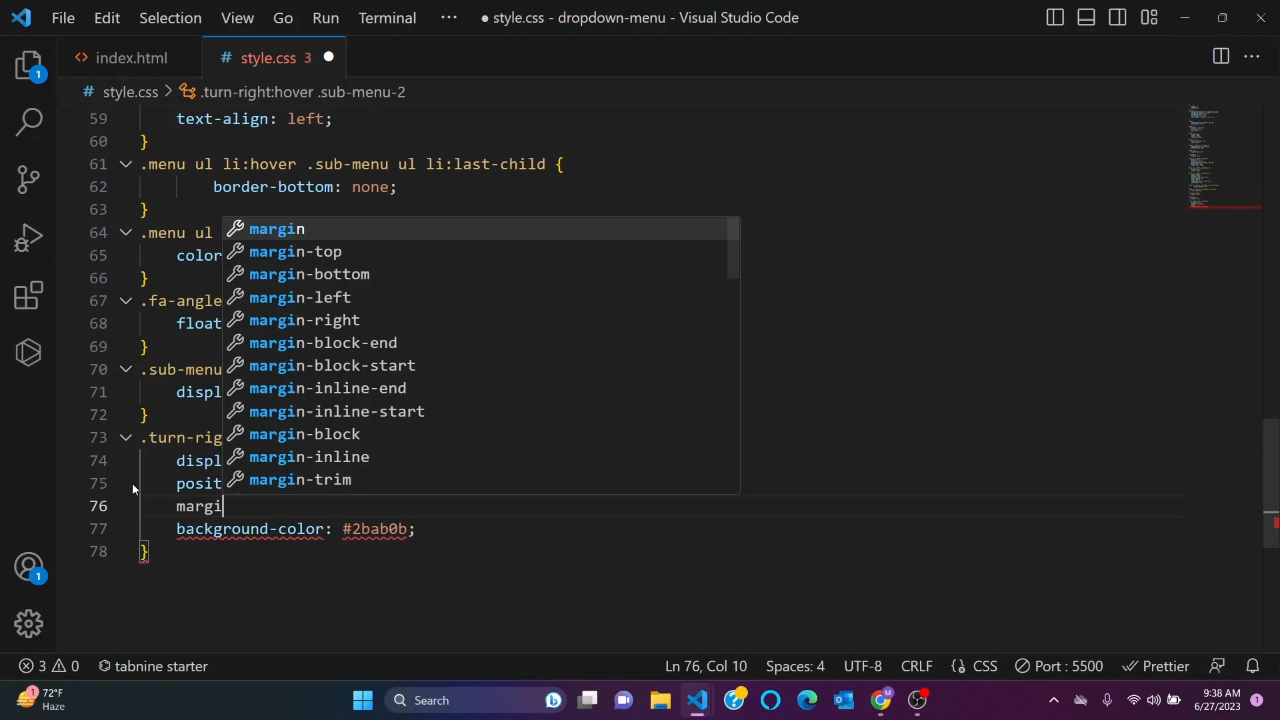 File Edit Selection View Go Run Terminal ··· ● style.css - dropdown-menu - Visual Studio Code
<> index.html # style.css 3 ●
# style.css > .turn-right:hover .sub-menu-2
59 text-align: left;
60 }
61 .menu ul li:hover .sub-menu ul li:last-child {
62 border-bottom: none;
63 }
64 .menu ul
65 color
66 }
67 .fa-angle
68 float
69 }
70 .sub-menu
71 displ
72 }
73 .turn-rig
74 displ
75 posit
76 margi
77 background-color: #2bab0b;
78 }
margin
margin-top
margin-bottom
margin-left
margin-right
margin-block-end
margin-block-start
margin-inline-end
margin-inline-start
margin-block
margin-inline
margin-trim
1
1
3 0 tabnine starter Ln 76, Col 10 Spaces: 4 UTF-8 CRLF {} CSS Port : 5500 Prettier
1 72°F
Haze
Search
M
9:38 AM
6/27/2023
1